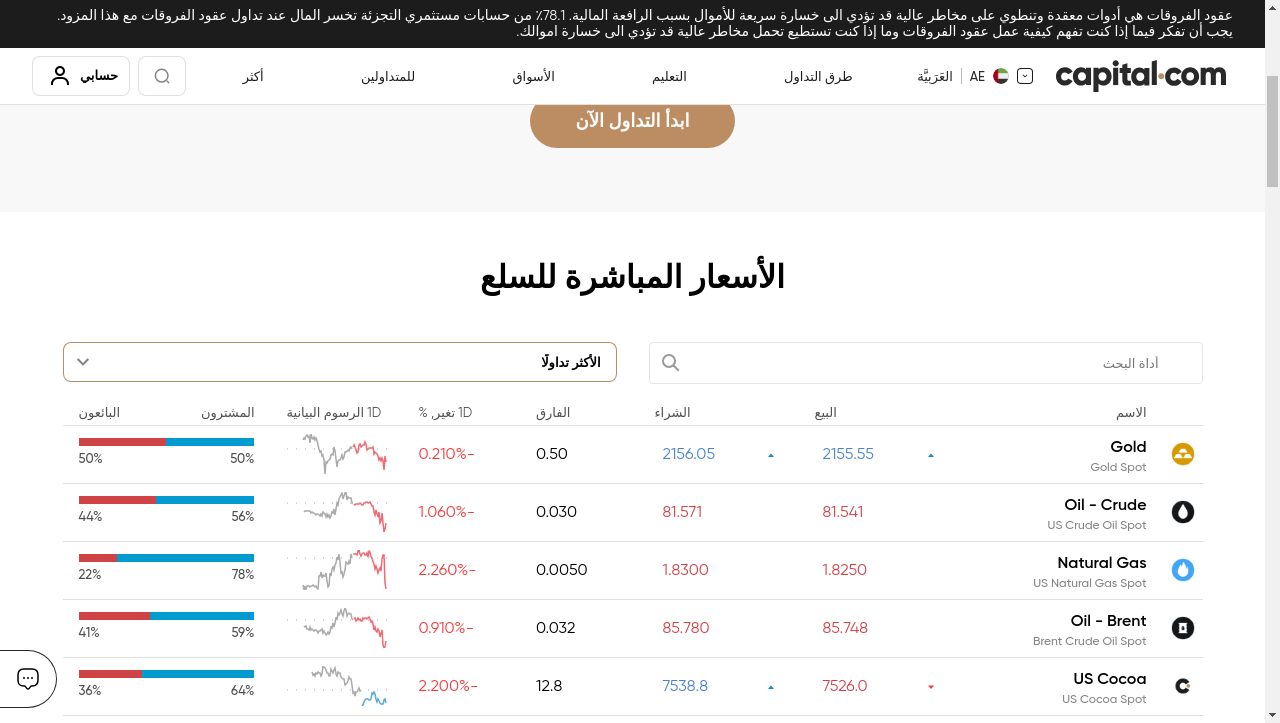 عقود الفروقات هي أدوات معقدة وتنطوي على مخاطر عالية قد تؤدي الى خسارة سريعة للأموال بسبب الرافعة المالية. 78.1٪ من حسابات مستثمري التجزئة تخسر المال عند تداول عقود الفروقات مع هذا المزود.
يجب أن تفكر فيما إذا كنت تفهم كيفية عمل عقود الفروقات وما إذا كنت تستطيع تحمل مخاطر عالية قد تؤدي الى خسارة اموالك.
capital.com AE العَرَبيَّة طرق التداول التعليم الأسواق للمتداولين أكثر حسابي
ابدأ التداول الآن
الأسعار المباشرة للسلع
أداة البحث الأكثر تداولًا
الاسم البيع الشراء الفارق 1D تغير, % 1D الرسوم البيانية المشترون البائعون
Gold 2155.55 2156.05 0.50 0.210%- 50% 50%
Gold Spot
Oil - Crude 81.541 81.571 0.030 1.060%- 56% 44%
US Crude Oil Spot
Natural Gas 1.8250 1.8300 0.0050 2.260%- 78% 22%
US Natural Gas Spot
Oil - Brent 85.748 85.780 0.032 0.910%- 59% 41%
Brent Crude Oil Spot
US Cocoa 7526.0 7538.8 12.8 2.200%- 64% 36%
US Cocoa Spot